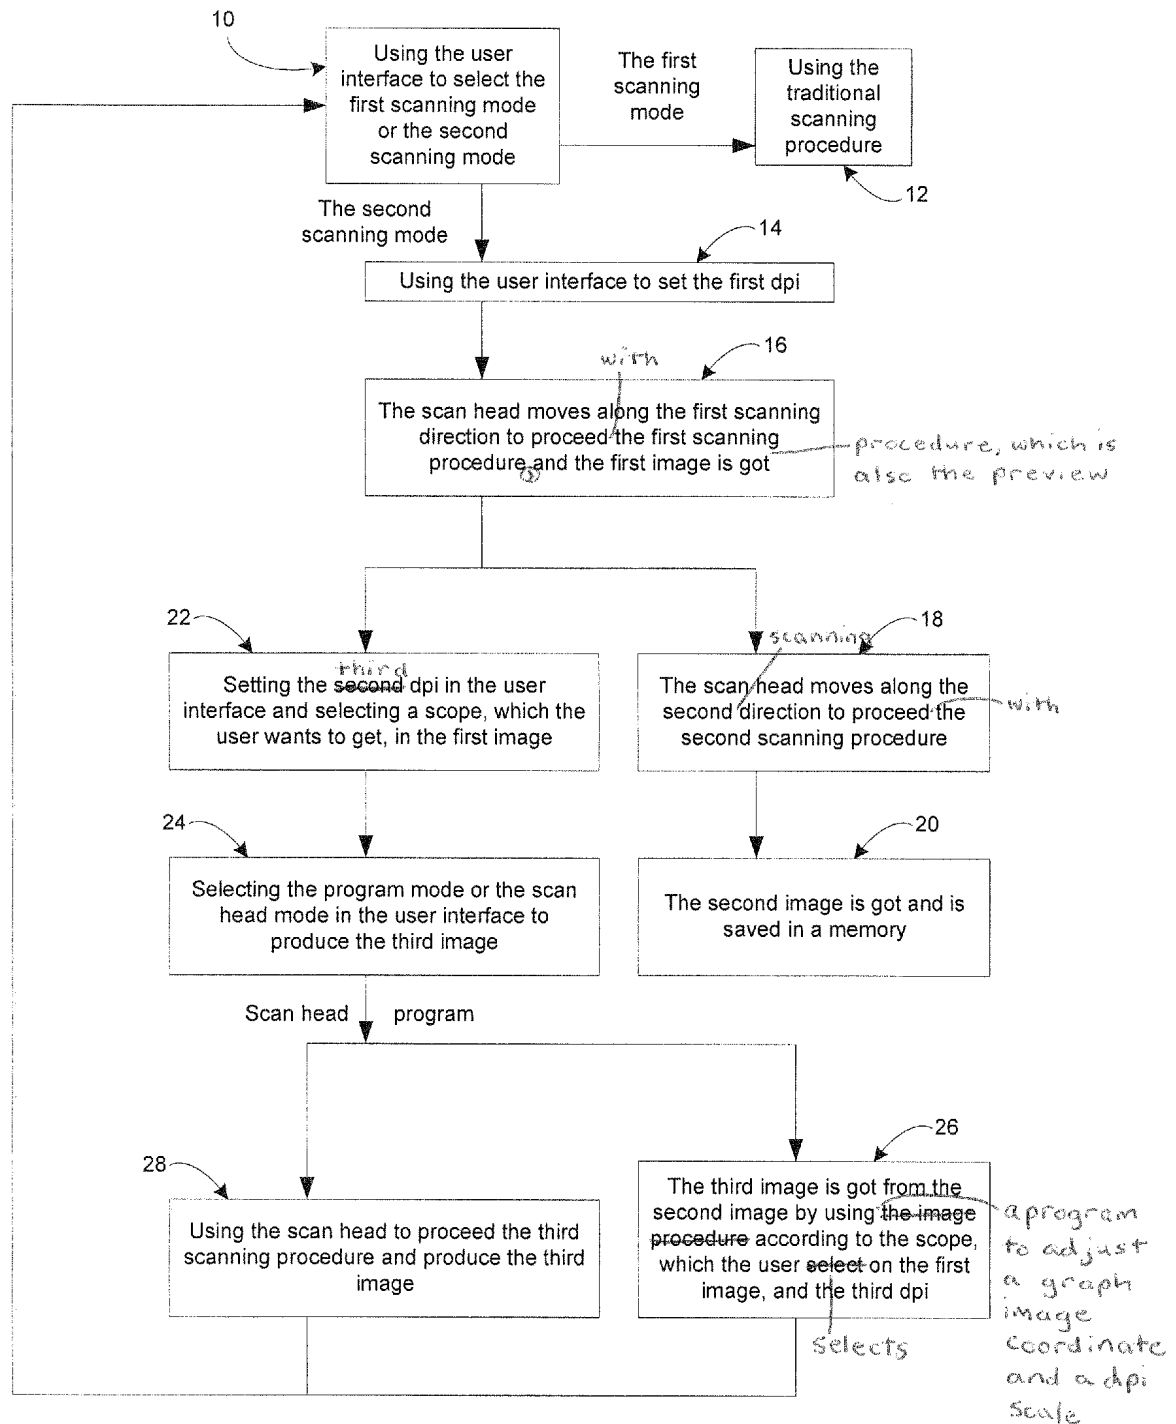 10
Using the user
interface to select the
first scanning mode
or the second
scanning mode
The first
scanning
mode
Using the
traditional
scanning
procedure
12
The second
scanning mode
14
Using the user interface to set the first dpi
16
with
The scan head moves along the first scanning
direction to proceed the first scanning
procedure and the first image is got
procedure, which is
also the preview
22
third
Setting the second dpi in the user
interface and selecting a scope, which the
user wants to get, in the first image
18
scanning
The scan head moves along the
second direction to proceed the
second scanning procedure
with
24
Selecting the program mode or the scan
head mode in the user interface to
produce the third image
20
The second image is got and is
saved in a memory
Scan head program
28
Using the scan head to proceed the third
scanning procedure and produce the third
image
26
The third image is got from the
second image by using the image
procedure according to the scope,
which the user select on the first
image, and the third dpi
selects
a program
to adjust
a graph
image
coordinate
and a dpi
scale